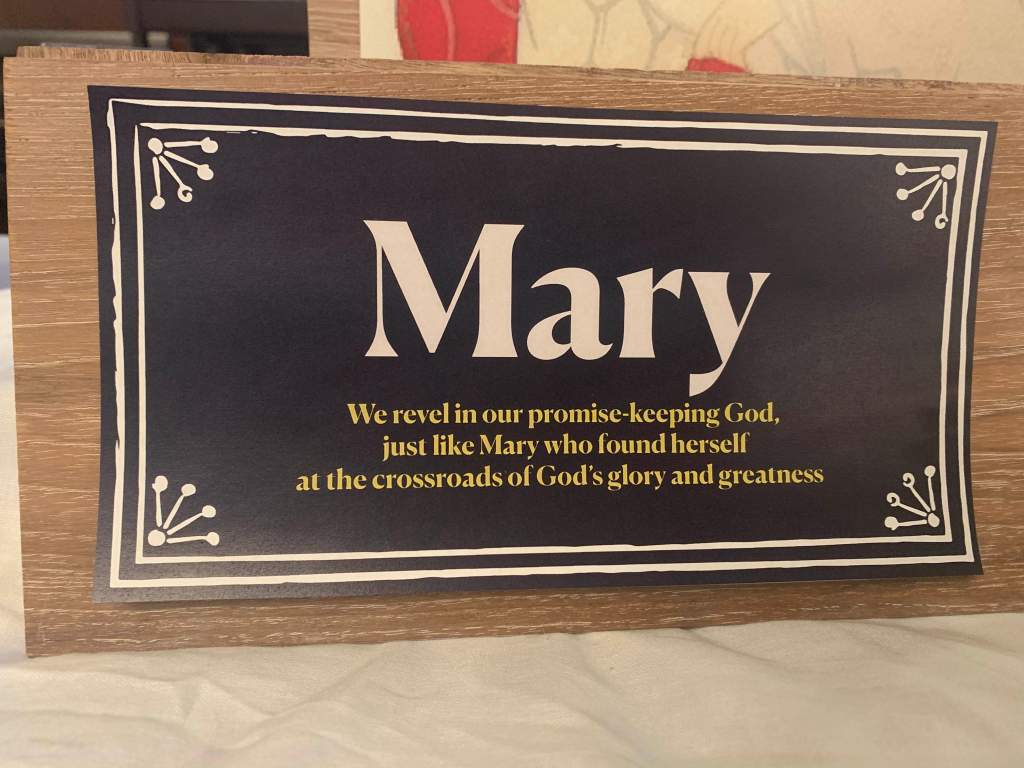 Mary
We revel in our promise-keeping God,
just like Mary who found herself
at the crossroads of God's glory and greatness